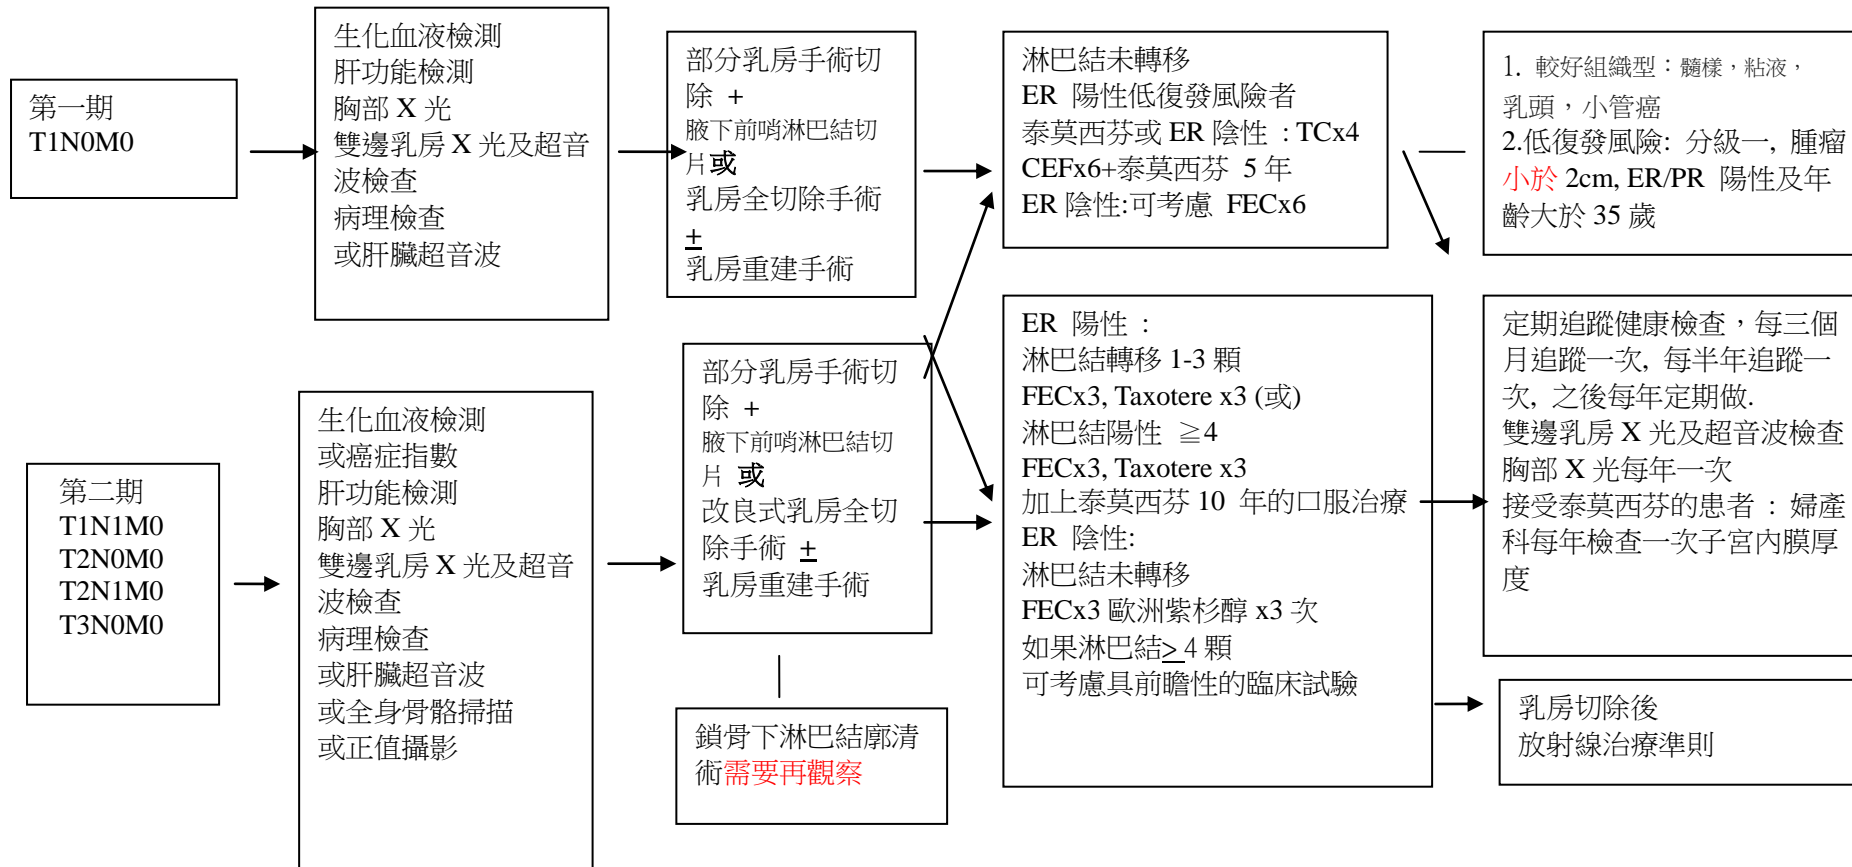 第一期
T1N0M0
生化血液檢測
肝功能檢測
胸部 X 光
雙邊乳房 X 光及超音
波檢查
病理檢查
或肝臟超音波
部分乳房手術切
除 +
腋下前哨淋巴結切
片或
乳房全切除手術
±
乳房重建手術
淋巴結未轉移
ER 陽性低復發風險者
泰莫西芬或 ER 陰性 : TCx4
CEFx6+泰莫西芬 5 年
ER 陰性:可考慮 FECx6
1. 較好組織型：髓樣，粘液，
乳頭，小管癌
2.低復發風險: 分級一, 腫瘤
小於 2cm, ER/PR 陽性及年
齡大於 35 歲
第二期
T1N1M0
T2N0M0
T2N1M0
T3N0M0
生化血液檢測
或癌症指數
肝功能檢測
胸部 X 光
雙邊乳房 X 光及超音
波檢查
病理檢查
或肝臟超音波
或全身骨骼掃描
或正值攝影
部分乳房手術切
除 +
腋下前哨淋巴結切
片 或
改良式乳房全切
除手術 ±
乳房重建手術
鎖骨下淋巴結廓清
術需要再觀察
ER 陽性 :
淋巴結轉移 1-3 顆
FECx3, Taxotere x3 (或)
淋巴結陽性 ≧4
FECx3, Taxotere x3
加上泰莫西芬 10 年的口服治療
ER 陰性:
淋巴結未轉移
FECx3 歐洲紫杉醇 x3 次
如果淋巴結≥4 顆
可考慮具前瞻性的臨床試驗
定期追蹤健康檢查，每三個
月追蹤一次, 每半年追蹤一
次, 之後每年定期做.
雙邊乳房 X 光及超音波檢查
胸部 X 光每年一次
接受泰莫西芬的患者 : 婦產
科每年檢查一次子宮內膜厚
度
乳房切除後
放射線治療準則